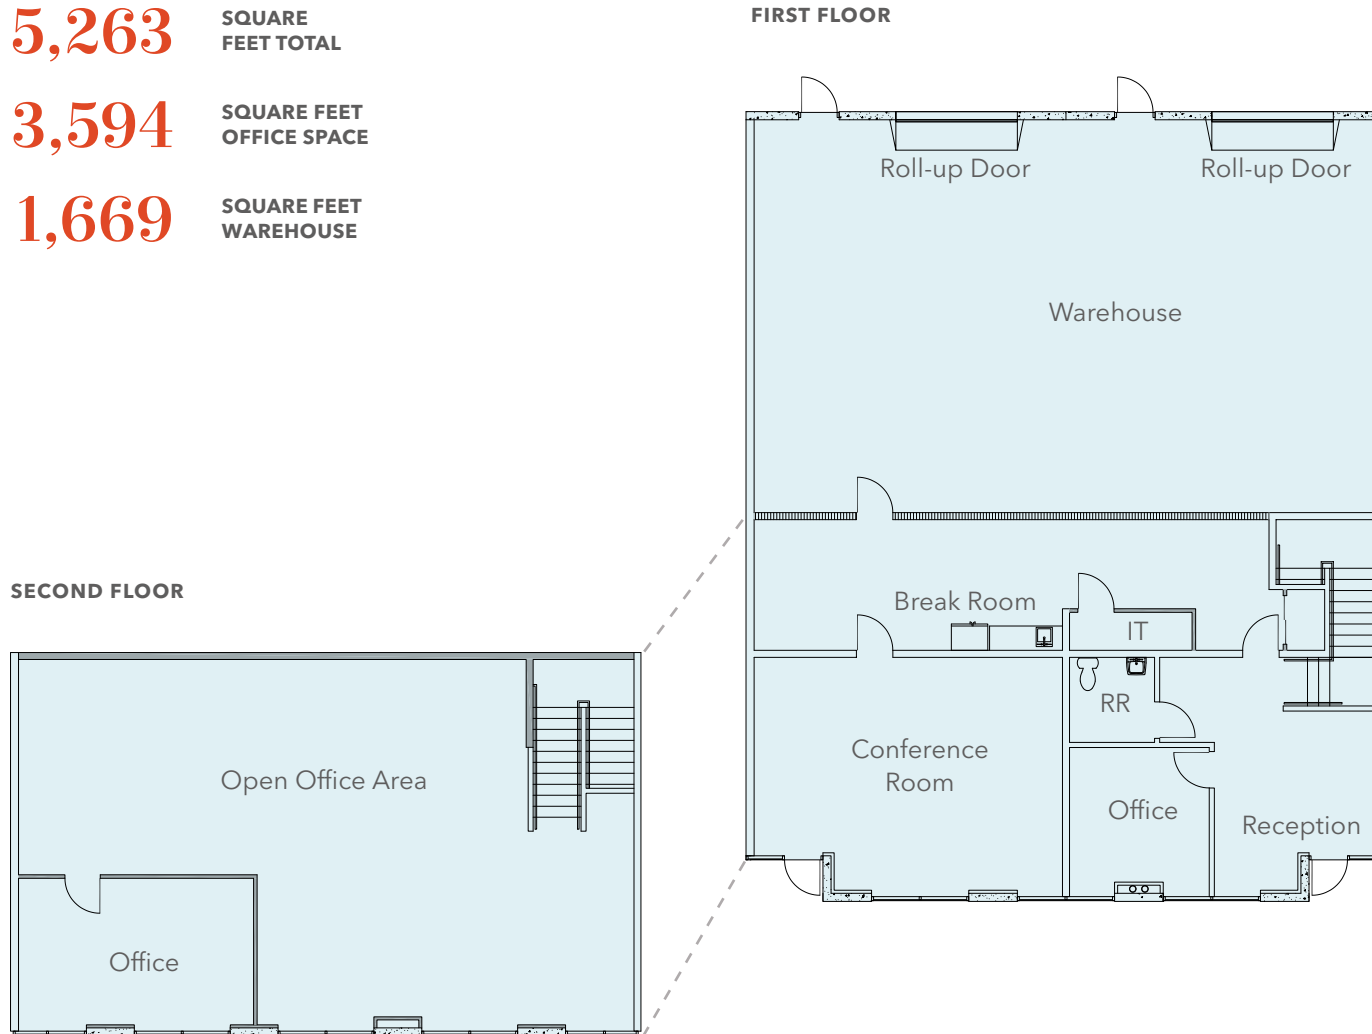 5,263
SQUARE
FEET TOTAL
3,594
SQUARE FEET
OFFICE SPACE
1,669
SQUARE FEET
WAREHOUSE
FIRST FLOOR
Roll-up Door
Roll-up Door
Warehouse
Break Room
IT
RR
Conference
Room
Office
Reception
SECOND FLOOR
Open Office Area
Office